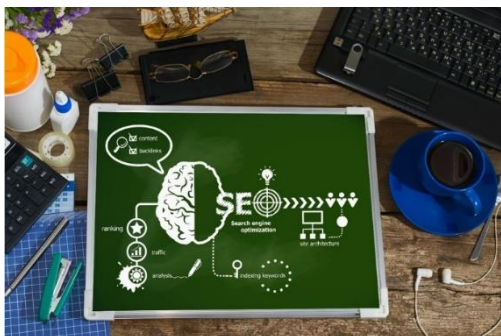 content
backlinks
SEO
Search engine
optimization
ranking
site architecture
traffic
analysis
indexing keywords